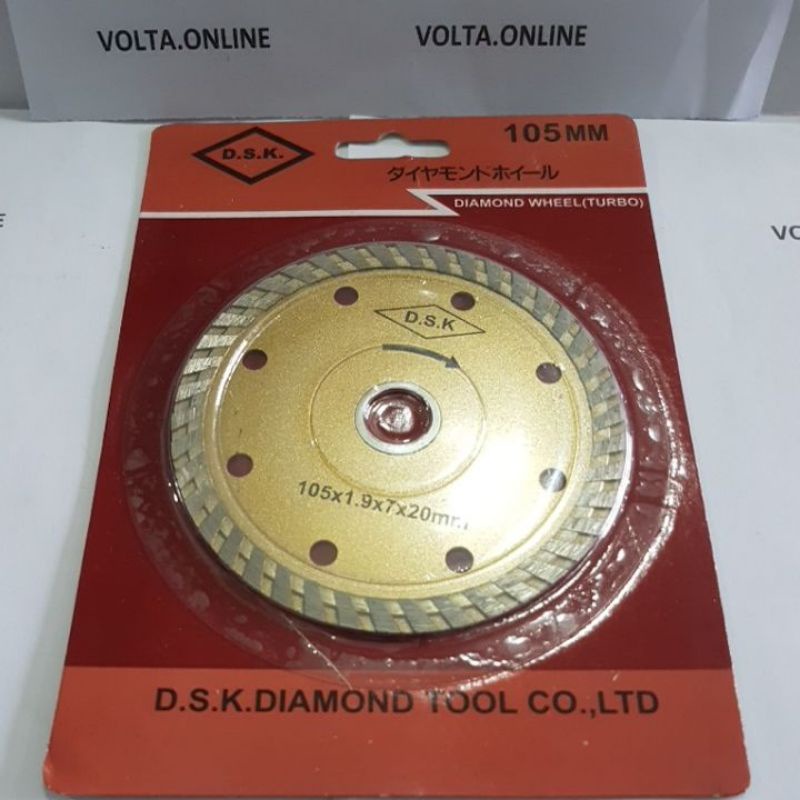 VOLTA.ONLINE VOLTA.ONLINE
D.S.K.
105MM
ダイヤモンドホイール
DIAMOND WHEEL(TURBO)
D.S.K
105x1.9x7x20mm
D.S.K.DIAMOND TOOL CO.,LTD